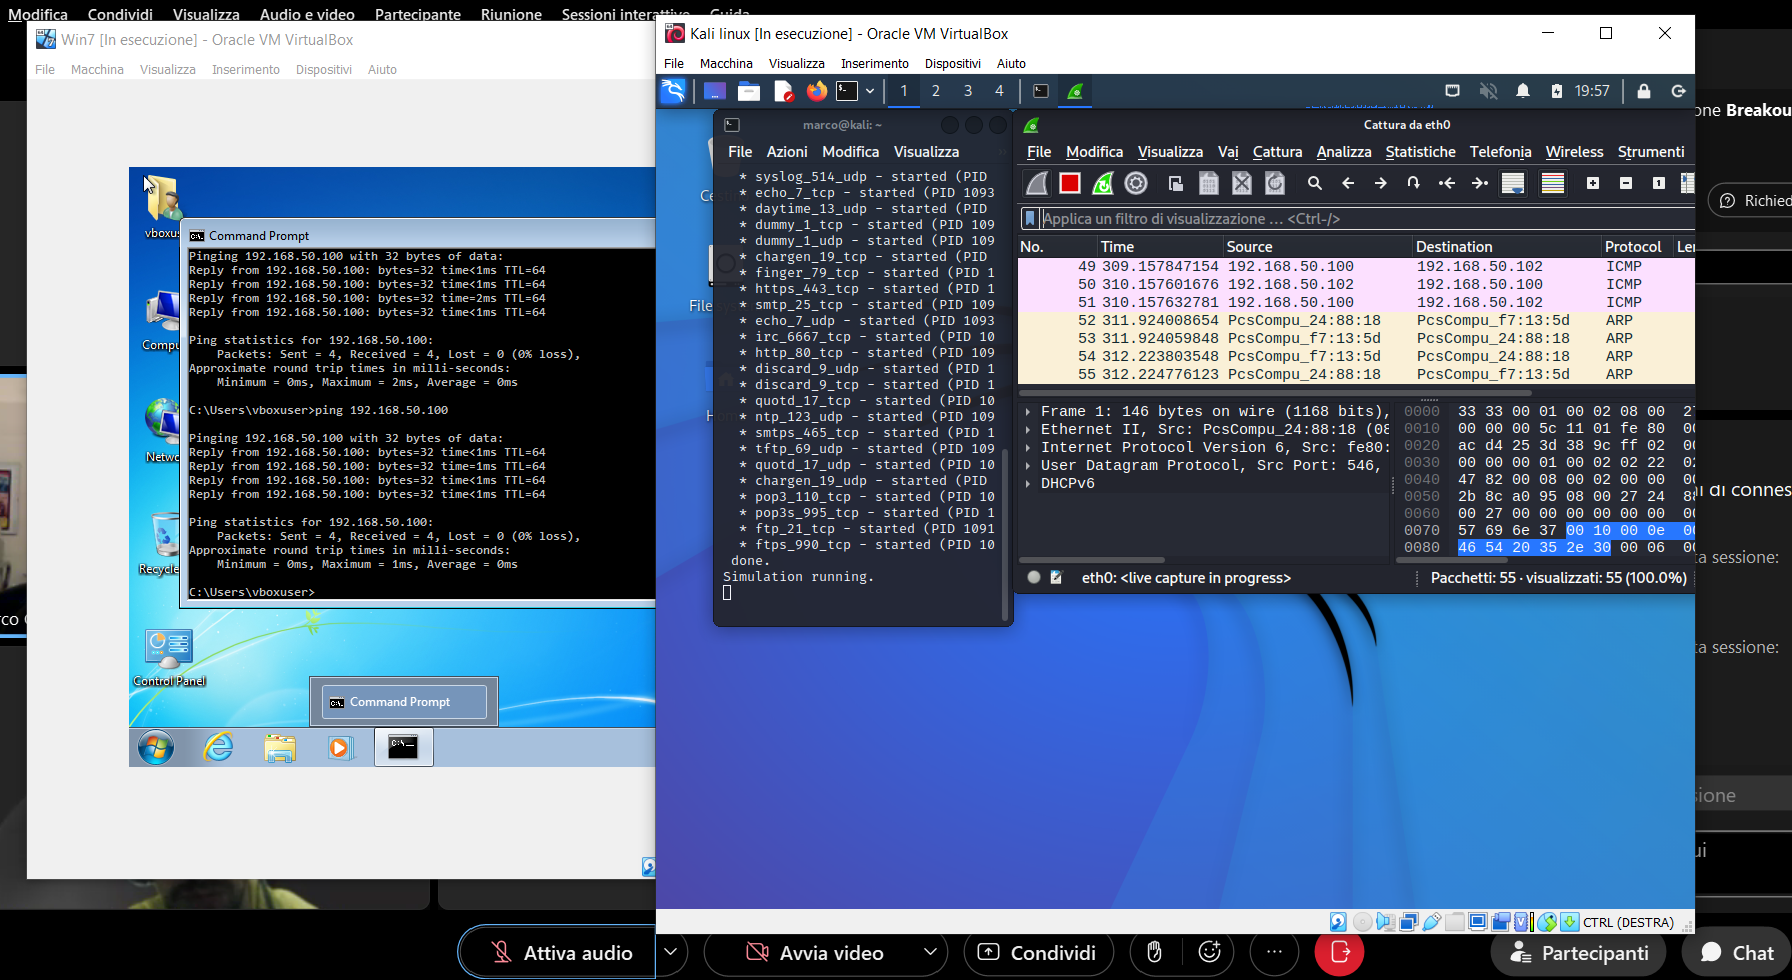 Modifica Condividi Visualizza Audio e video Partecipante Riunione Sessioni interattive Guida
Win7 [In esecuzione] - Oracle VM VirtualBox
File Macchina Visualizza Inserimento Dispositivi Aiuto
vboxus
Compu
Netwo
Recycle
Control Panel
Command Prompt
Pinging 192.168.50.100 with 32 bytes of data:
Reply from 192.168.50.100: bytes=32 time<1ms TTL=64
Reply from 192.168.50.100: bytes=32 time<1ms TTL=64
Reply from 192.168.50.100: bytes=32 time=2ms TTL=64
Reply from 192.168.50.100: bytes=32 time<1ms TTL=64
Ping statistics for 192.168.50.100:
Packets: Sent = 4, Received = 4, Lost = 0 (0% loss),
Approximate round trip times in milli-seconds:
Minimum = 0ms, Maximum = 2ms, Average = 0ms
C:\Users\vboxuser>ping 192.168.50.100
Pinging 192.168.50.100 with 32 bytes of data:
Reply from 192.168.50.100: bytes=32 time<1ms TTL=64
Reply from 192.168.50.100: bytes=32 time=1ms TTL=64
Reply from 192.168.50.100: bytes=32 time<1ms TTL=64
Reply from 192.168.50.100: bytes=32 time<1ms TTL=64
Ping statistics for 192.168.50.100:
Packets: Sent = 4, Received = 4, Lost = 0 (0% loss),
Approximate round trip times in milli-seconds:
Minimum = 0ms, Maximum = 1ms, Average = 0ms
C:\Users\vboxuser>
Command Prompt
Kali linux [In esecuzione] - Oracle VM VirtualBox
File Macchina Visualizza Inserimento Dispositivi Aiuto
1 2 3 4
19:57
marco@kali: ~
File Azioni Modifica Visualizza
* syslog_514_udp - started (PID
* echo_7_tcp - started (PID 1093
* daytime_13_udp - started (PID
* dummy_1_tcp - started (PID 109
* dummy_1_udp - started (PID 109
* chargen_19_tcp - started (PID
* finger_79_tcp - started (PID 1
* https_443_tcp - started (PID 1
* smtp_25_tcp - started (PID 109
* echo_7_udp - started (PID 1093
* irc_6667_tcp - started (PID 10
* http_80_tcp - started (PID 109
* discard_9_udp - started (PID 1
* discard_9_tcp - started (PID 1
* quotd_17_tcp - started (PID 10
* ntp_123_udp - started (PID 109
* smtps_465_tcp - started (PID 1
* tftp_69_udp - started (PID 109
* quotd_17_udp - started (PID 10
* chargen_19_udp - started (PID
* pop3_110_tcp - started (PID 10
* pop3s_995_tcp - started (PID 1
* ftp_21_tcp - started (PID 1091
* ftps_990_tcp - started (PID 10
done.
Simulation running.
Cattura da eth0
File Modifica Visualizza Vai Cattura Analizza Statistiche Telefonia Wireless Strumenti
Applica un filtro di visualizzazione ... <Ctrl-/>
No. Time Source Destination Protocol Ler
49 309.157847154 192.168.50.100 192.168.50.102 ICMP
50 310.157601676 192.168.50.102 192.168.50.100 ICMP
51 310.157632781 192.168.50.100 192.168.50.102 ICMP
52 311.924008654 PcsCompu_24:88:18 PcsCompu_f7:13:5d ARP
53 311.924059848 PcsCompu_f7:13:5d PcsCompu_24:88:18 ARP
54 312.223803548 PcsCompu_f7:13:5d PcsCompu_24:88:18 ARP
55 312.224776123 PcsCompu_24:88:18 PcsCompu_f7:13:5d ARP
Frame 1: 146 bytes on wire (1168 bits),
Ethernet II, Src: PcsCompu_24:88:18 (08
Internet Protocol Version 6, Src: fe80:
User Datagram Protocol, Src Port: 546,
DHCPv6
0000 33 33 00 01 00 02 08 00 27
0010 00 00 00 5c 11 01 fe 80 00
0020 ac d4 25 3d 38 9c ff 02 00
0030 00 00 00 01 00 02 02 22 02
0040 47 82 00 08 00 02 00 00 00
0050 2b 8c a0 95 08 00 27 24 88
0060 00 27 00 00 00 00 00 00 00
0070 57 69 6e 37 00 10 00 0e 00
0080 46 54 20 35 2e 30 00 06 00
eth0: <live capture in progress>
Pacchetti: 55 · visualizzati: 55 (100.0%)
CTRL (DESTRA)
one Breakou
Richied
di connes
ta sessione:
ta sessione:
sione
ui
rco
Attiva audio
Avvia video
Condividi
Partecipanti
Chat